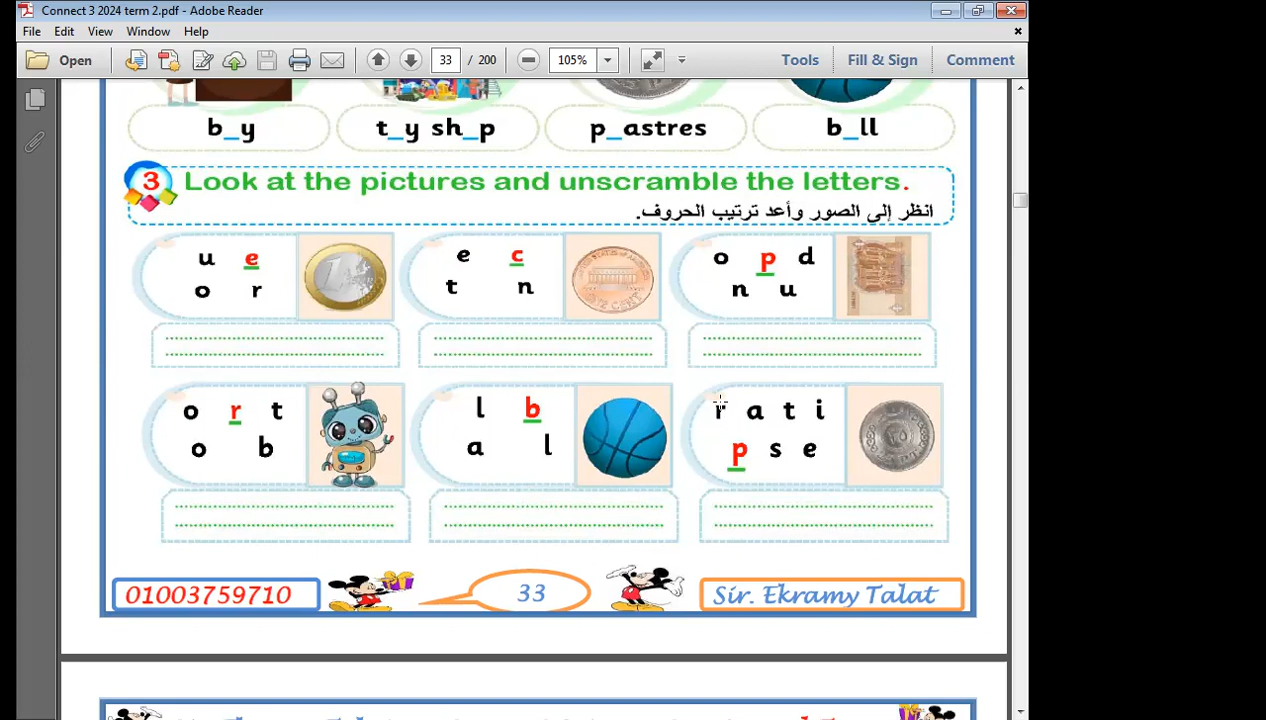 Connect 3 2024 term 2.pdf - Adobe Reader
File Edit View Window Help
Open 33 / 200 105% Tools Fill & Sign Comment
b_y t_y sh_p p_astres b_ll
3 Look at the pictures and unscramble the letters.
انظر إلى الصور وأعد ترتيب الحروف.
u e
o r
e c
t n
o p d
n u
o r t
o b
l b
a l
r a t i
p s e
01003759710 33 Sir. Ekramy Talat